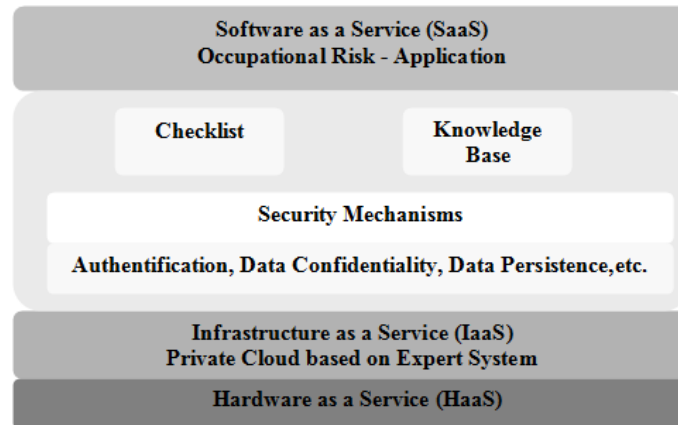 Software as a Service (SaaS)
Occupational Risk - Application
Checklist
Knowledge
Base
Security Mechanisms
Authentification, Data Confidentiality, Data Persistence,etc.
Infrastructure as a Service (IaaS)
Private Cloud based on Expert System
Hardware as a Service (HaaS)